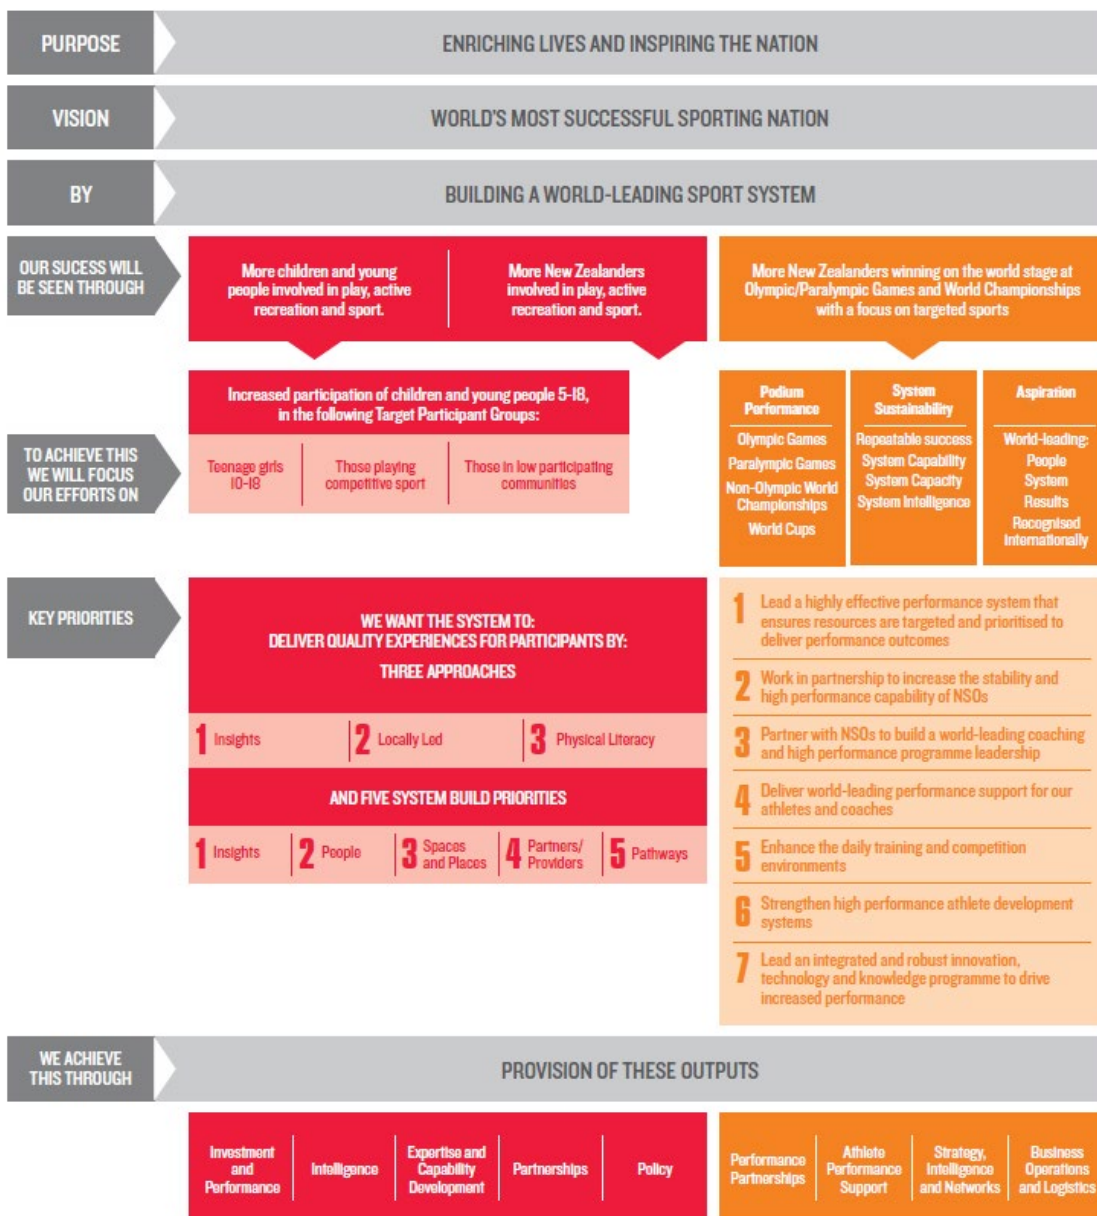 PURPOSE
ENRICHING LIVES AND INSPIRING THE NATION
VISION
WORLD'S MOST SUCCESSFUL SPORTING NATION
BY
BUILDING A WORLD-LEADING SPORT SYSTEM
OUR SUCESS WILL
BE SEEN THROUGH
More children and young
people involved in play, active
recreation and sport.
More New Zealanders
involved in play, active
recreation and sport.
More New Zealanders winning on the world stage at
Olympic/Paralympic Games and World Championships
with a focus on targeted sports
TO ACHIEVE THIS
WE WILL FOCUS
OUR EFFORTS ON
Increased participation of children and young people 5-18,
in the following Target Participant Groups:
Teenage girls
10-18
Those playing
competitive sport
Those in low participating
communities
Podium
Performance
Olympic Games
Paralympic Games
Non-Olympic World
Championships
World Cups
System
Sustainability
Repeatable success
System Capability
System Capacity
System Intelligence
Aspiration
World-leading:
People
System
Results
Recognised
Internationally
KEY PRIORITIES
WE WANT THE SYSTEM TO:
DELIVER QUALITY EXPERIENCES FOR PARTICIPANTS BY:
THREE APPROACHES
1 Insights
2 Locally Led
3 Physical Literacy
AND FIVE SYSTEM BUILD PRIORITIES
1 Insights
2 People
3 Spaces
and Places
4 Partners/
Providers
5 Pathways
1 Lead a highly effective performance system that
ensures resources are targeted and prioritised to
deliver performance outcomes
2 Work in partnership to increase the stability and
high performance capability of NSOs
3 Partner with NSOs to build a world-leading coaching
and high performance programme leadership
4 Deliver world-leading performance support for our
athletes and coaches
5 Enhance the daily training and competition
environments
6 Strengthen high performance athlete development
systems
7 Lead an integrated and robust innovation,
technology and knowledge programme to drive
increased performance
WE ACHIEVE
THIS THROUGH
PROVISION OF THESE OUTPUTS
Investment
and
Performance
Intelligence
Expertise and
Capability
Development
Partnerships
Policy
Performance
Partnerships
Athlete
Performance
Support
Strategy,
Intelligence
and Networks
Business
Operations
and Logistics